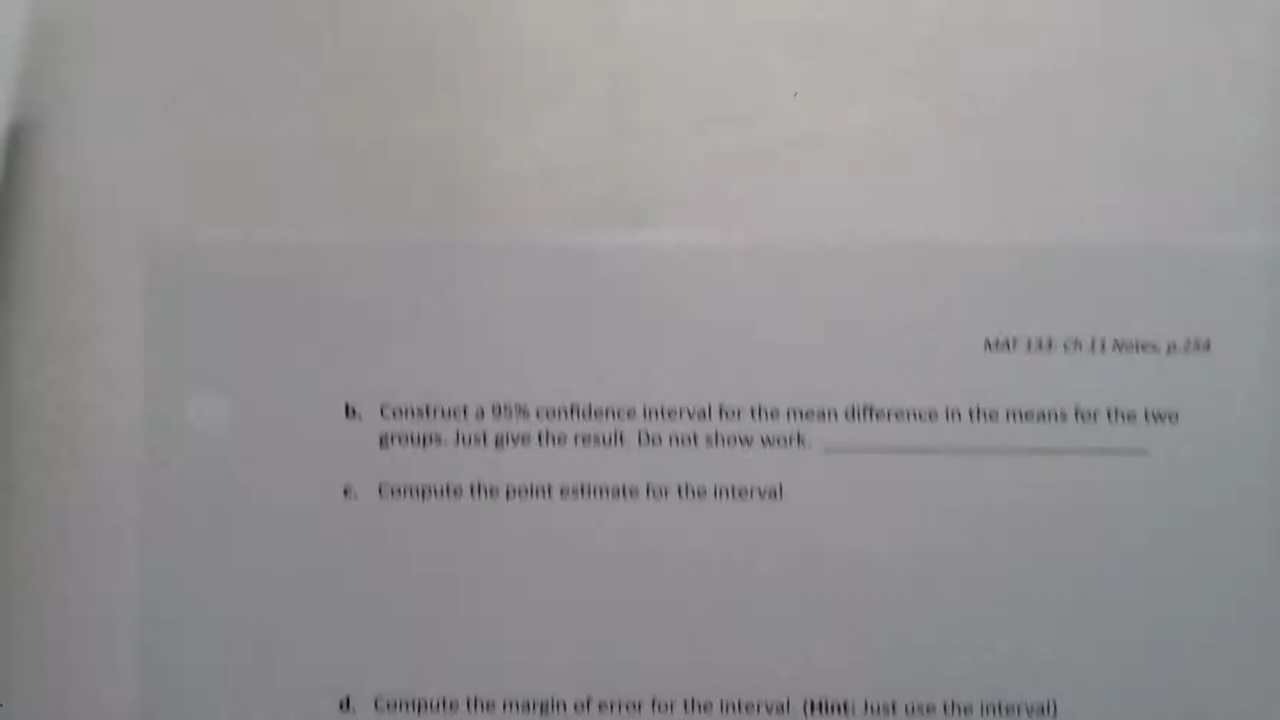 MAT 133: Ch 11 Notes, p.254
b. Construct a 95% confidence interval for the mean difference in the means for the two
groups. Just give the result. Do not show work.
c. Compute the point estimate for the interval
d. Compute the margin of error for the interval. (Hint: Just use the interval)